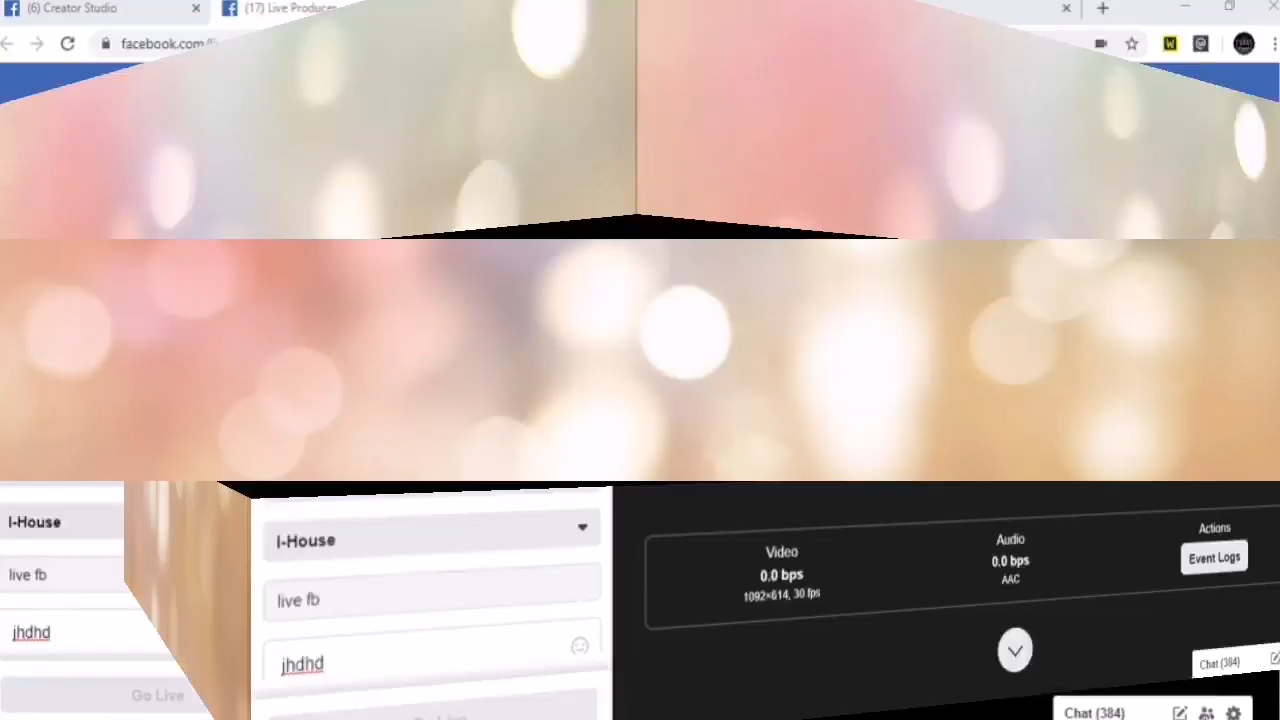 (6) Creator Studio
(17) Live Producer
facebook.com/li
I-House
live fb
jhdhd
Go Live
I-House
live fb
jhdhd
Video
0.0 bps
1092×614, 30 fps
Audio
0.0 bps
AAC
Actions
Event Logs
Chat (384)
Chat (384)